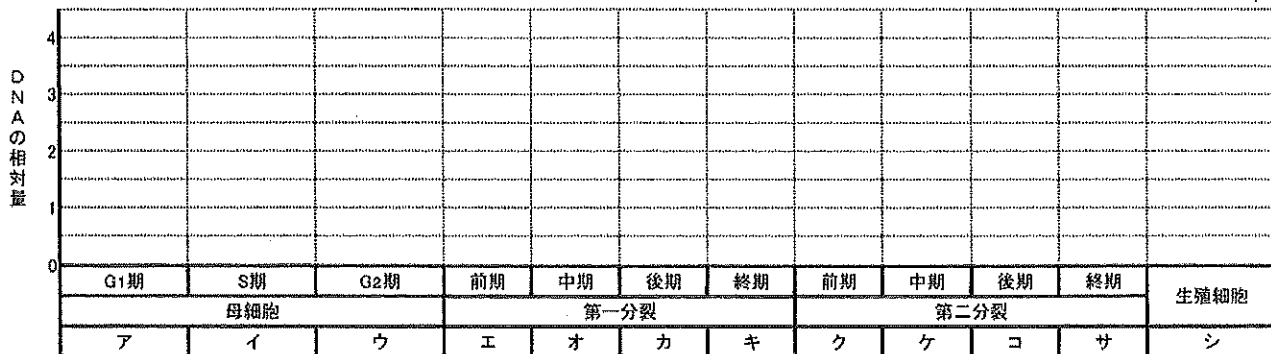 DNAの相対量
4
3
2
1
0
G1期 S期 G2期 前期 中期 後期 終期 前期 中期 後期 終期 生殖細胞
母細胞 第一分裂 第二分裂
ア イ ウ エ オ カ キ ク ケ コ サ シ